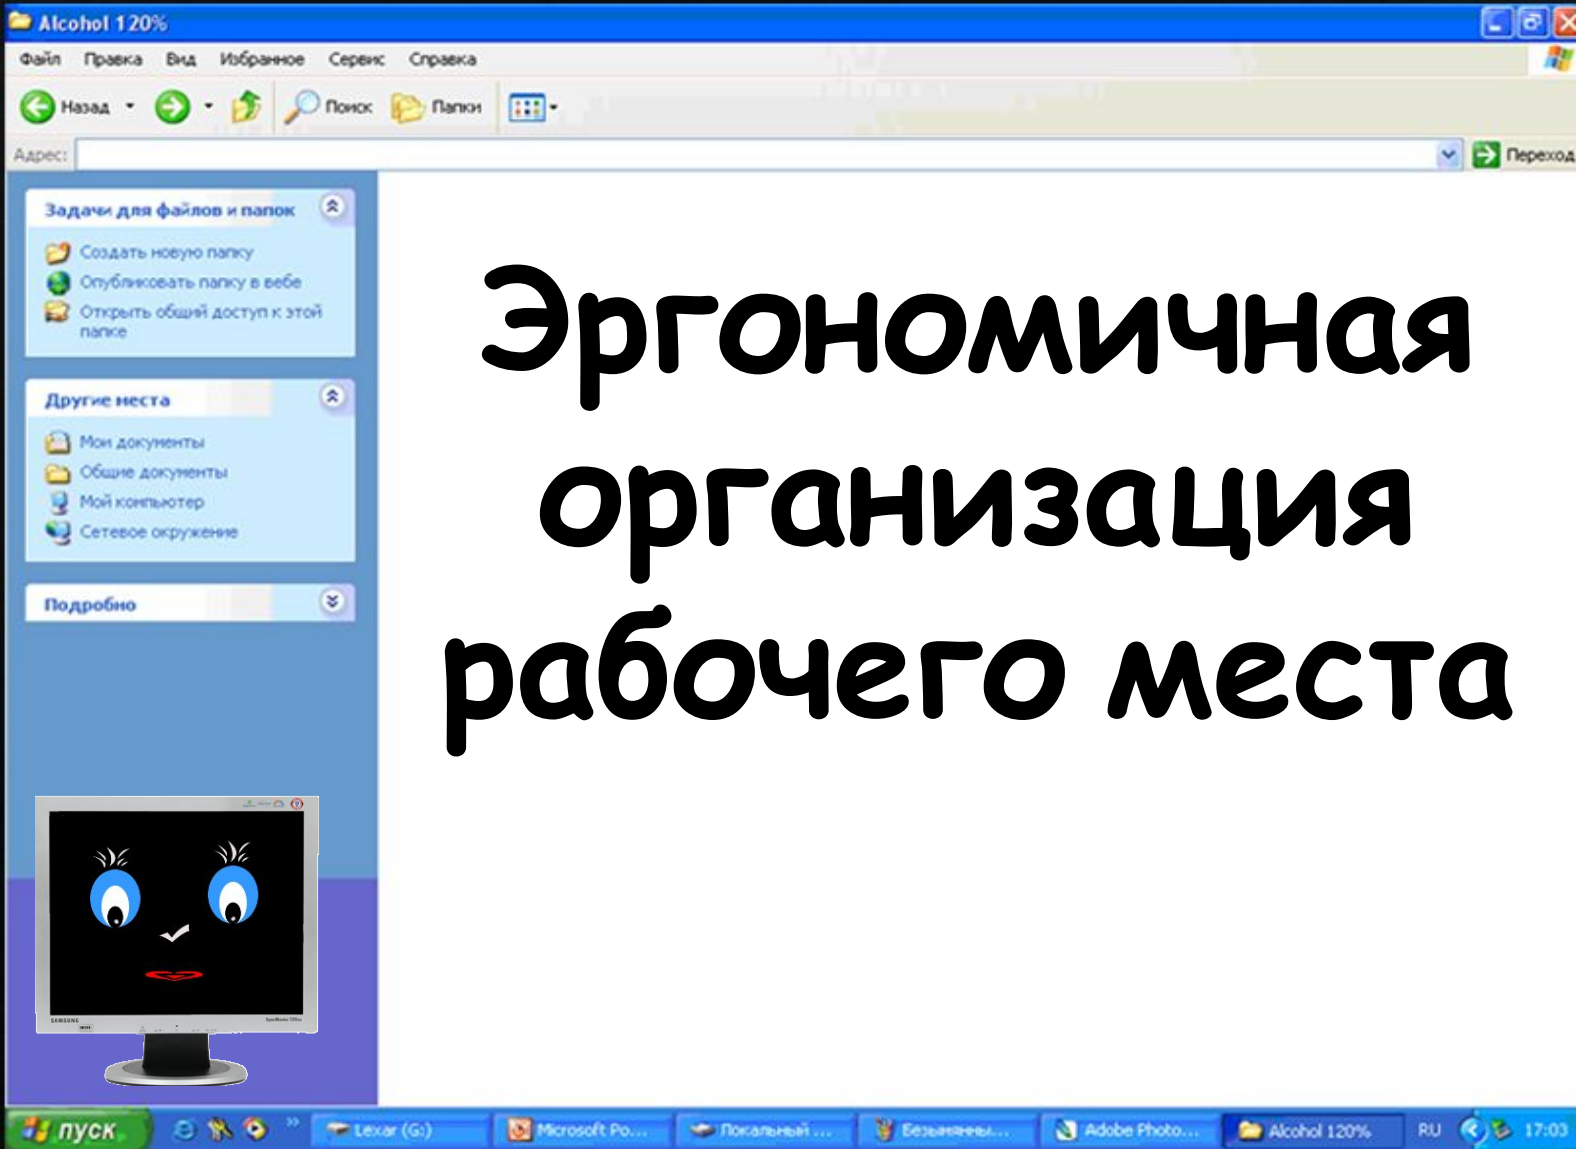 Alcohol 120%
Файл Правка Вид Избранное Сервис Справка
Назад Поиск Папки
Адрес: Переход
Задачи для файлов и папок
Создать новую папку
Опубликовать папку в вебе
Открыть общий доступ к этой
папке
Другие места
Мои документы
Общие документы
Мой компьютер
Сетевое окружение
Подробно
Эргономичная
организация
рабочего места
SAMSUNG
пуск Lexar (G:) Microsoft Po... Локальный ... Безымянны... Adobe Photo... Alcohol 120% RU 17:03